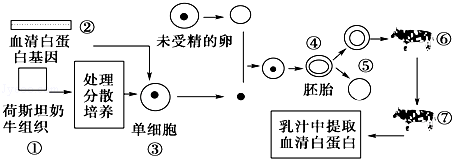 ②
血清白蛋
白基因
未受精的卵
④
⑥
处理
分散
培养
⑤
胚胎
荷斯坦奶
牛组织
单细胞
乳汁中提取
血清白蛋白
⑦
①
③